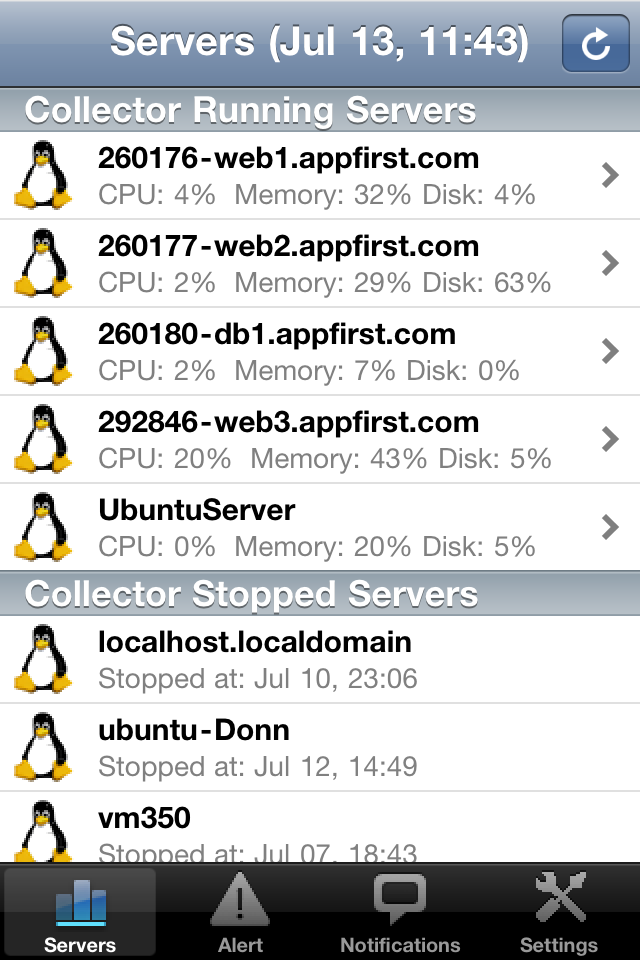 Servers (Jul 13, 11:43)
Collector Running Servers
260176-web1.appfirst.com
CPU: 4% Memory: 32% Disk: 4%
260177-web2.appfirst.com
CPU: 2% Memory: 29% Disk: 63%
260180-db1.appfirst.com
CPU: 2% Memory: 7% Disk: 0%
292846-web3.appfirst.com
CPU: 20% Memory: 43% Disk: 5%
UbuntuServer
CPU: 0% Memory: 20% Disk: 5%
Collector Stopped Servers
localhost.localdomain
Stopped at: Jul 10, 23:06
ubuntu-Donn
Stopped at: Jul 12, 14:49
vm350
Stopped at: Jul 07, 18:43
Servers Alert Notifications Settings